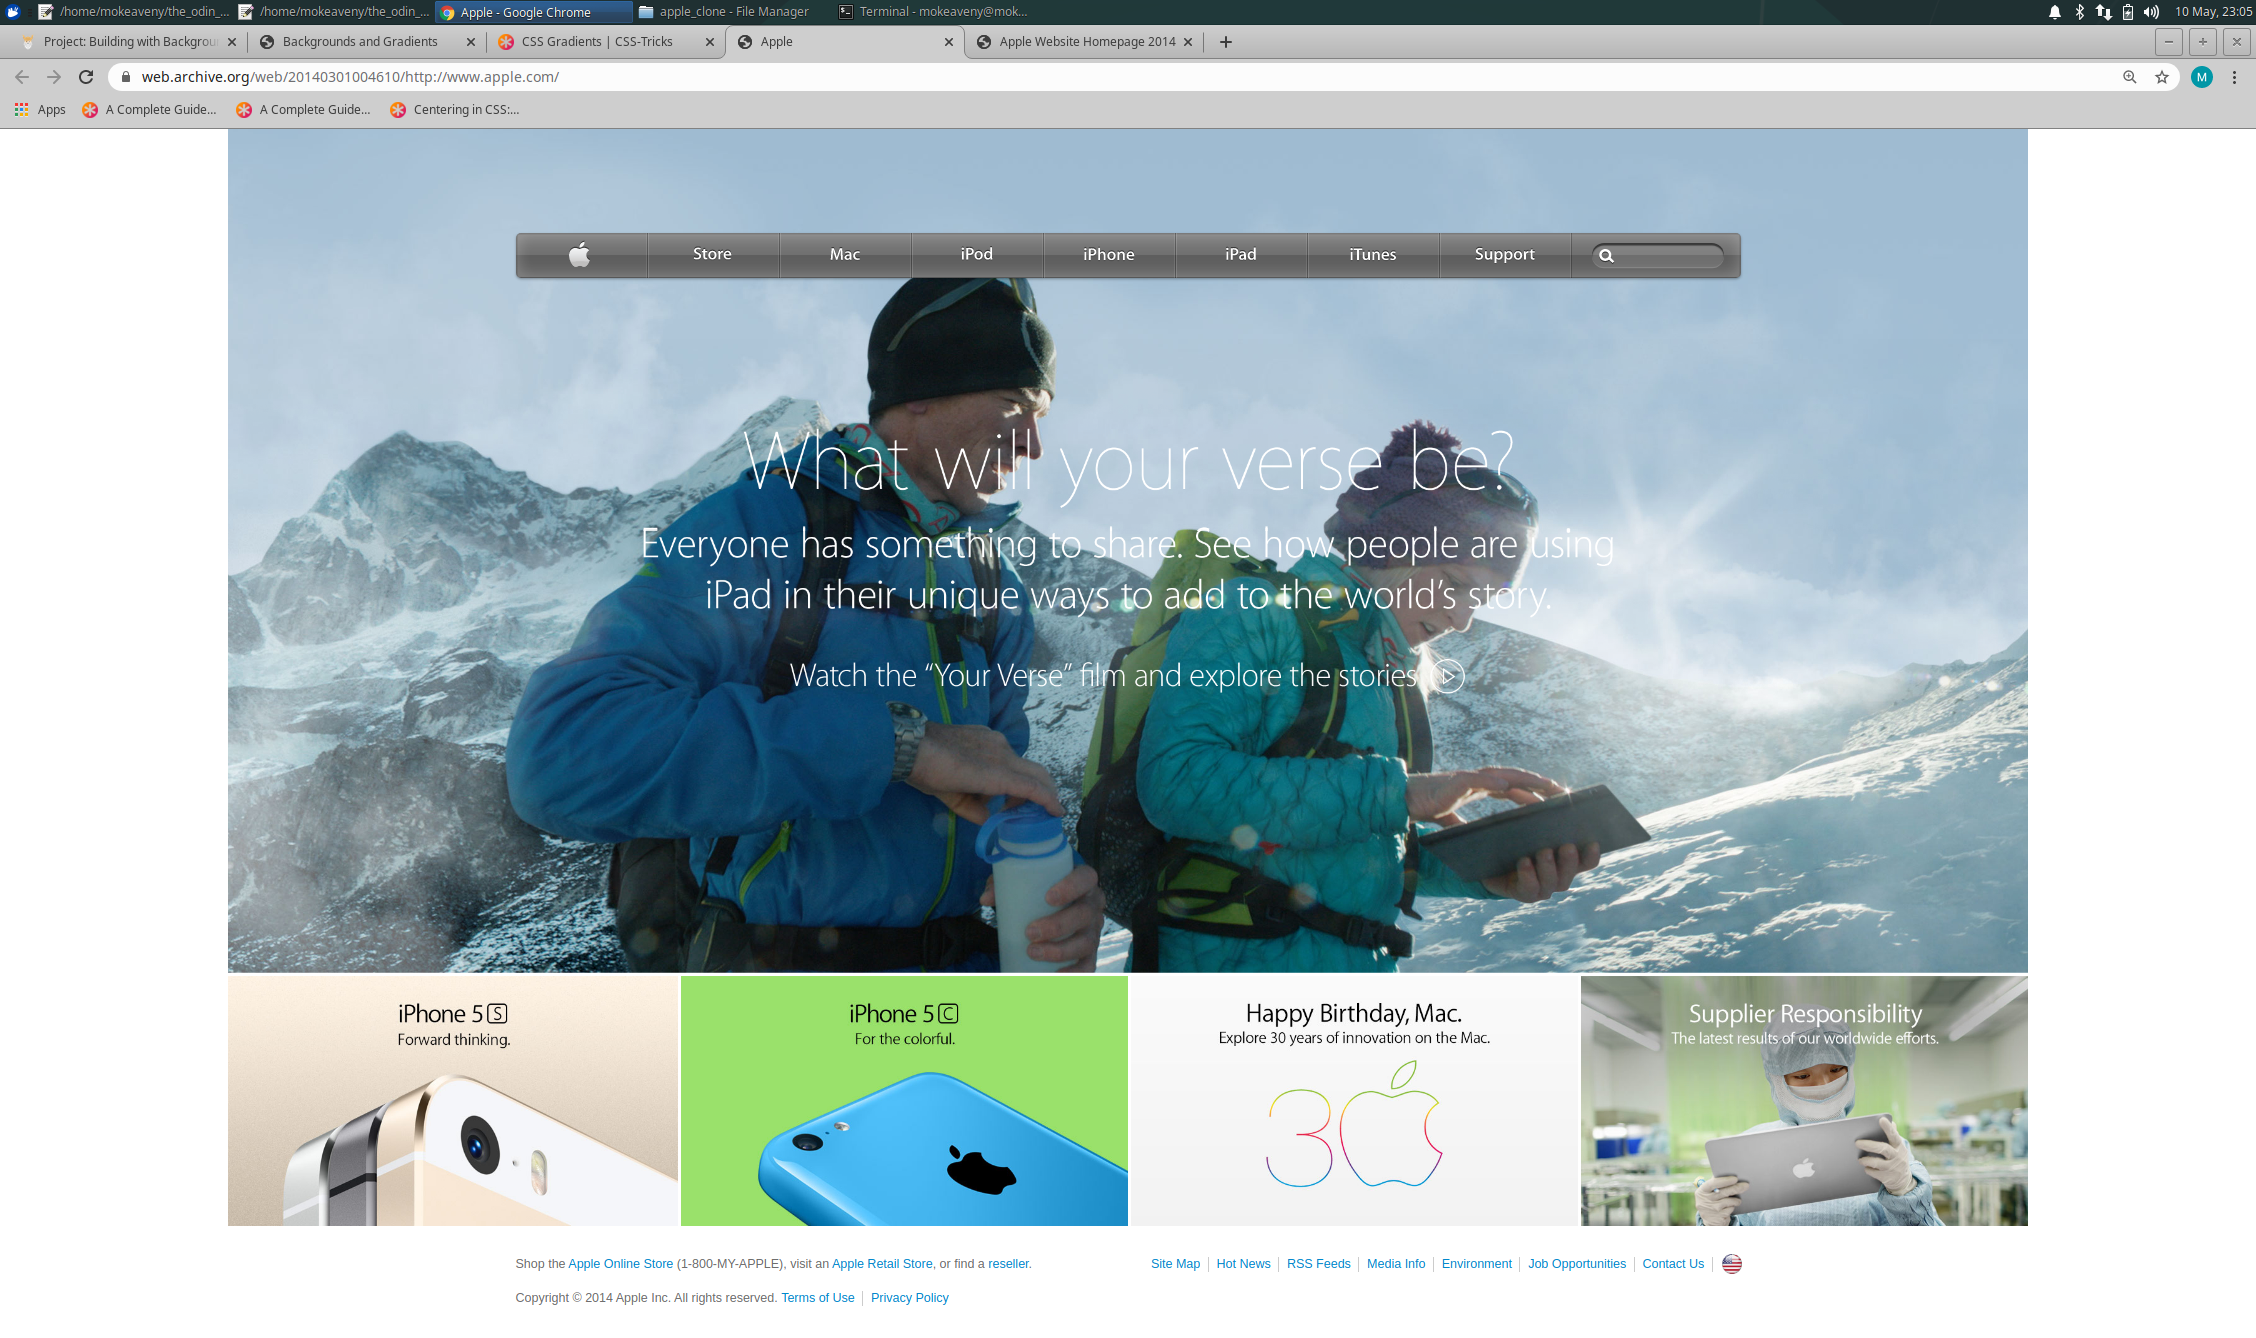 /home/mokeaveny/the_odin_... /home/mokeaveny/the_odin_... Apple - Google Chrome apple_clone - File Manager Terminal - mokeaveny@mok... 10 May, 23:05
Project: Building with Backgroun Backgrounds and Gradients CSS Gradients | CSS-Tricks Apple Apple Website Homepage 2014
web.archive.org/web/20140301004610/http://www.apple.com/ M
Apps A Complete Guide... A Complete Guide... Centering in CSS:...
Store Mac iPod iPhone iPad iTunes Support
What will your verse be?
Everyone has something to share. See how people are using
iPad in their unique ways to add to the world’s story.
Watch the “Your Verse” film and explore the stories
iPhone 5S
Forward thinking.
iPhone 5C
For the colorful.
Happy Birthday, Mac.
Explore 30 years of innovation on the Mac.
30
Supplier Responsibility
The latest results of our worldwide efforts.
Shop the Apple Online Store (1-800-MY-APPLE), visit an Apple Retail Store, or find a reseller.
Site Map Hot News RSS Feeds Media Info Environment Job Opportunities Contact Us
Copyright © 2014 Apple Inc. All rights reserved. Terms of Use Privacy Policy